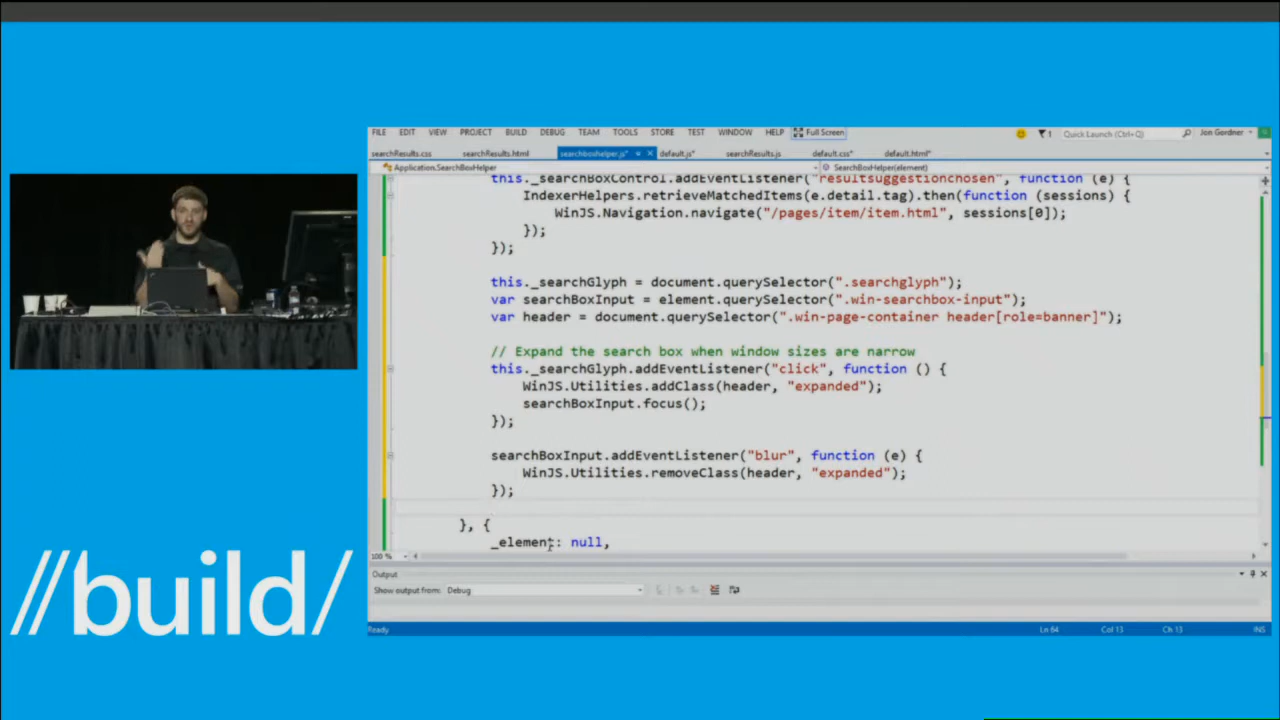 FILE EDIT VIEW PROJECT BUILD DEBUG TEAM TOOLS STORE TEST WINDOW HELP Full Screen 1 Quick Launch (Ctrl+Q) Jon Gordner
searchResults.css searchResults.html searchboxhelper.js* default.js* searchResults.js default.css* default.html*
Application.SearchBoxHelper SearchBoxHelper(element)
this._searchBoxControl.addEventListener("resultsuggestionchosen", function (e) {
IndexerHelpers.retrieveMatchedItems(e.detail.tag).then(function (sessions) {
WinJS.Navigation.navigate("/pages/item/item.html", sessions[0]);
});
});
this._searchGlyph = document.querySelector(".searchglyph");
var searchBoxInput = element.querySelector(".win-searchbox-input");
var header = document.querySelector(".win-page-container header[role=banner]");
// Expand the search box when window sizes are narrow
this._searchGlyph.addEventListener("click", function () {
WinJS.Utilities.addClass(header, "expanded");
searchBoxInput.focus();
});
searchBoxInput.addEventListener("blur", function (e) {
WinJS.Utilities.removeClass(header, "expanded");
});
}, {
_element: null,
100 %
Output
Show output from: Debug
Ready Ln 64 Col 13 Ch 13 INS
//build/